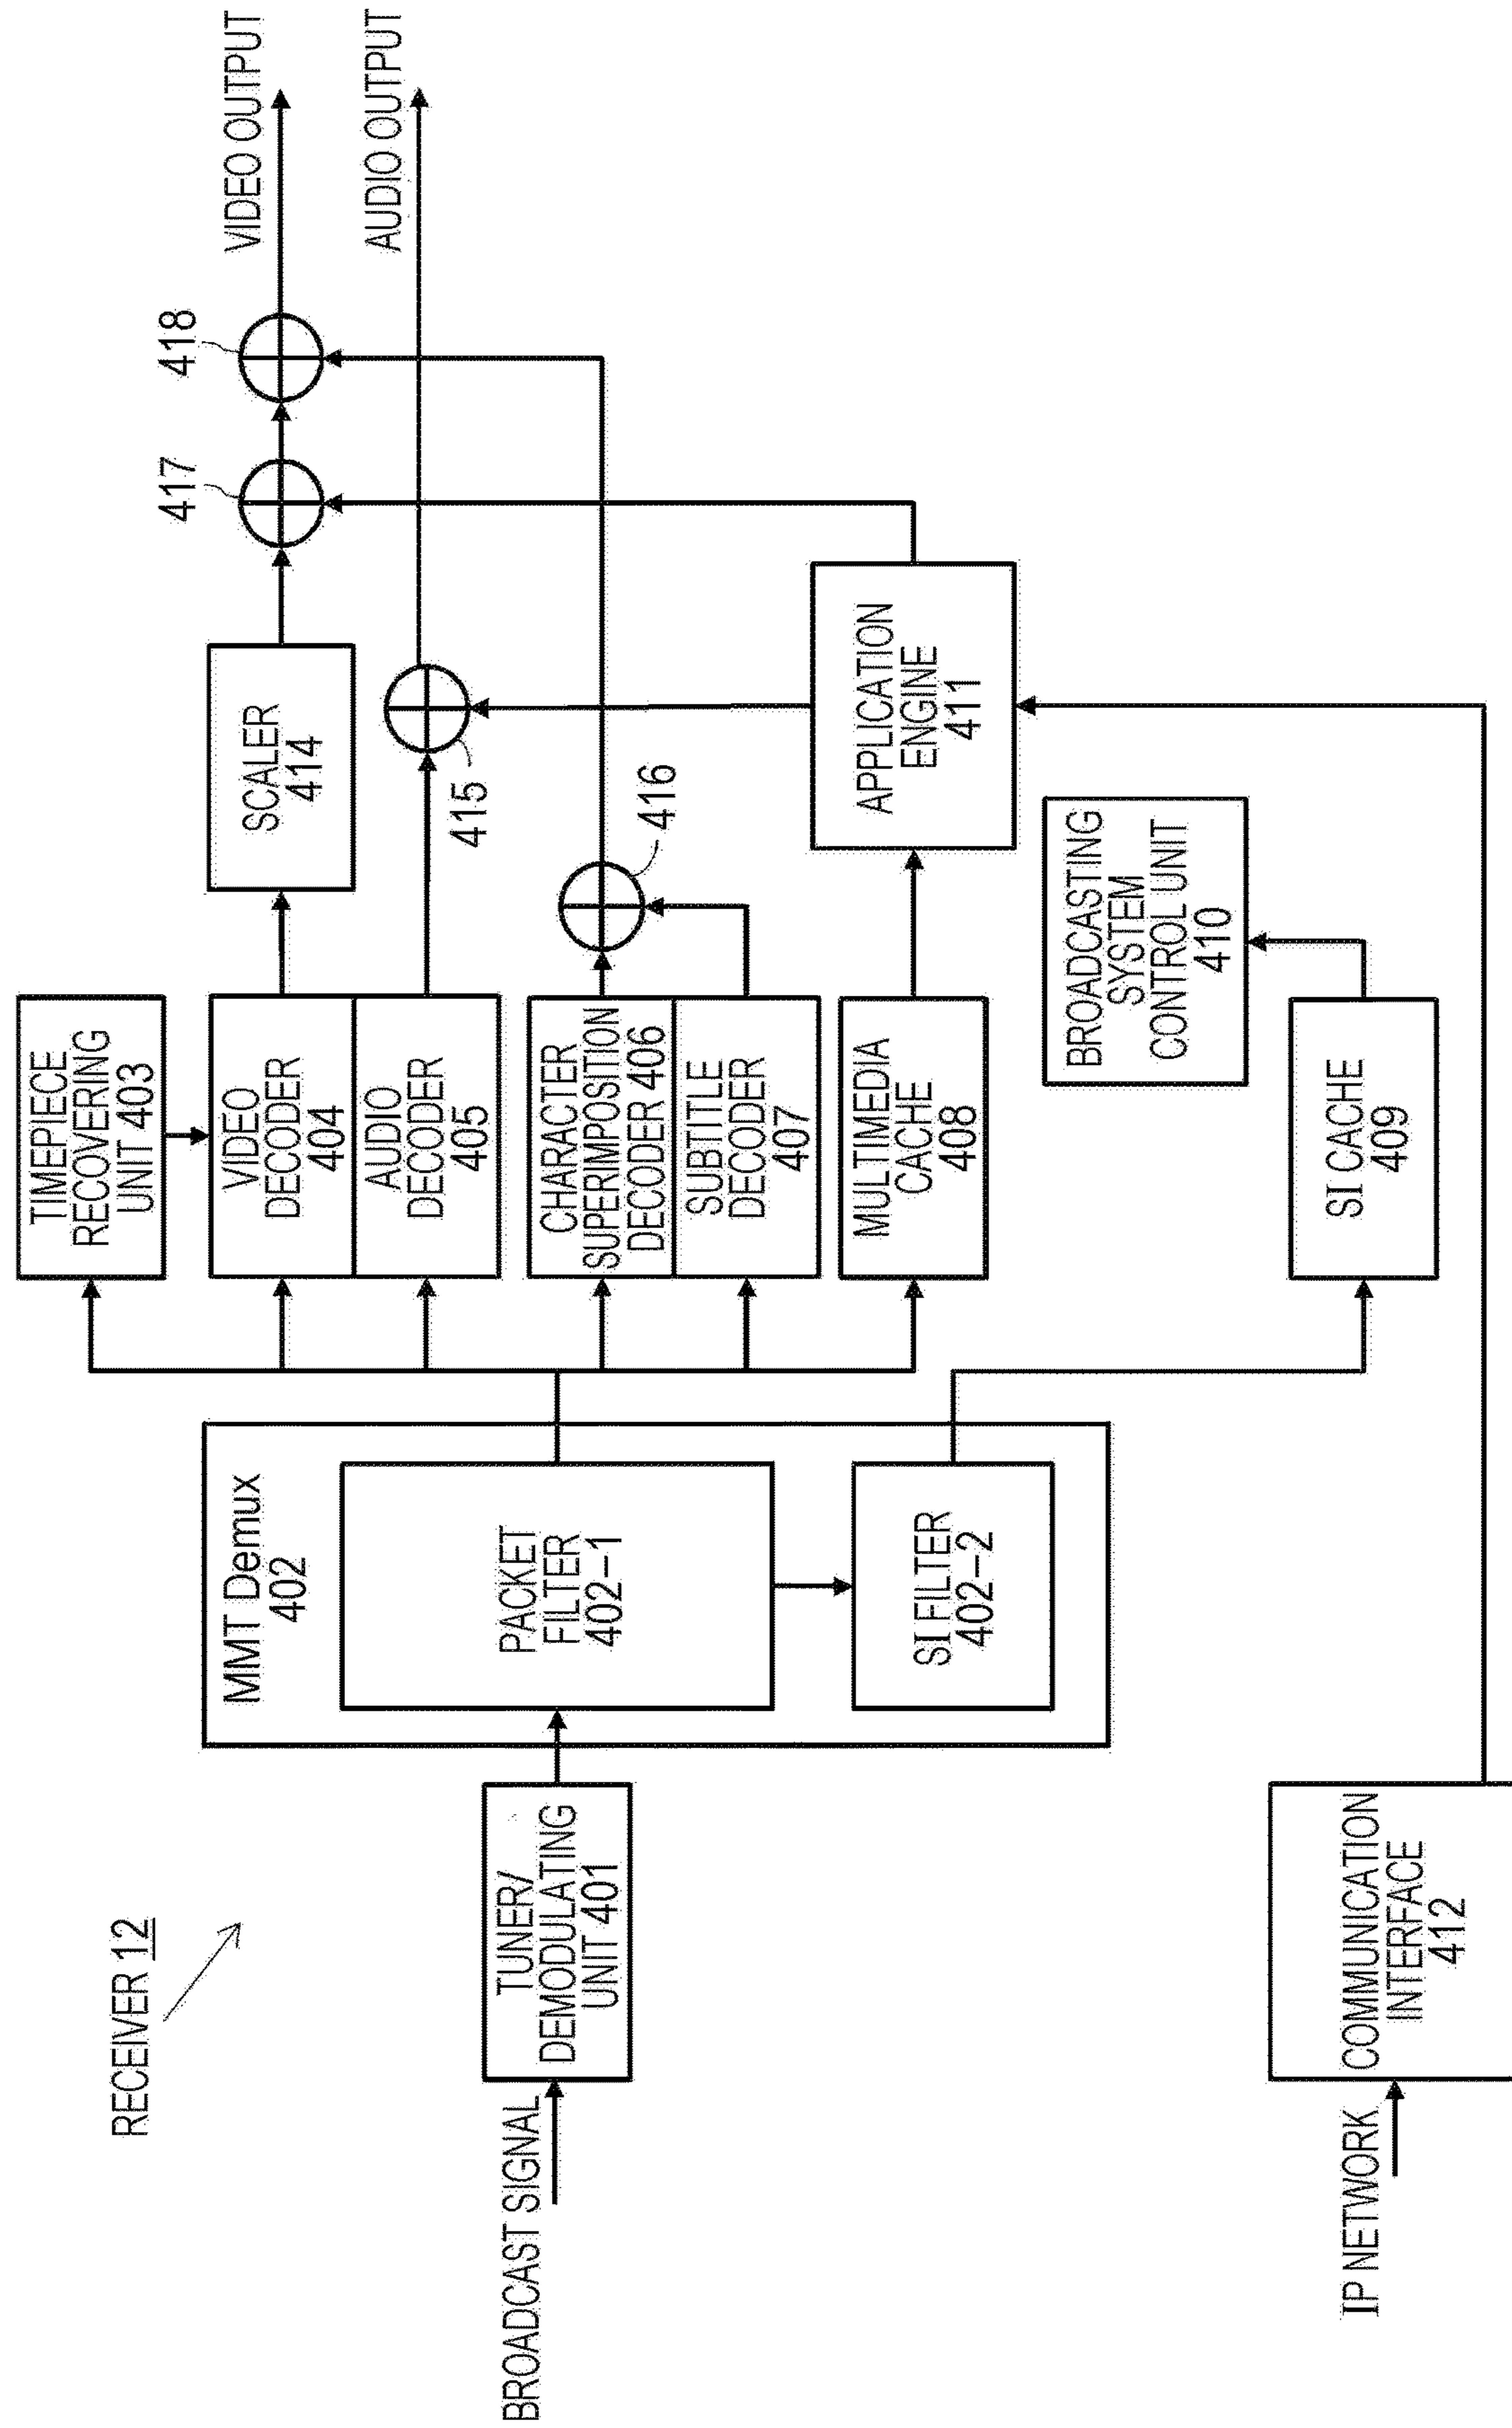 RECEIVER 12
BROADCAST SIGNAL
TUNER/
DEMODULATING
UNIT 401
MMT Demux
402
PACKET
FILTER
402-1
SI FILTER
402-2
TIMEPIECE
RECOVERING
UNIT 403
VIDEO
DECODER
404
AUDIO
DECODER
405
CHARACTER
SUPERIMPOSITION
DECODER 406
SUBTITLE
DECODER
407
MULTIMEDIA
CACHE
408
SI CACHE
409
BROADCASTING
SYSTEM
CONTROL UNIT
410
APPLICATION
ENGINE
411
SCALER
414
415
416
417
418
VIDEO OUTPUT
AUDIO OUTPUT
IP NETWORK
COMMUNICATION
INTERFACE
412